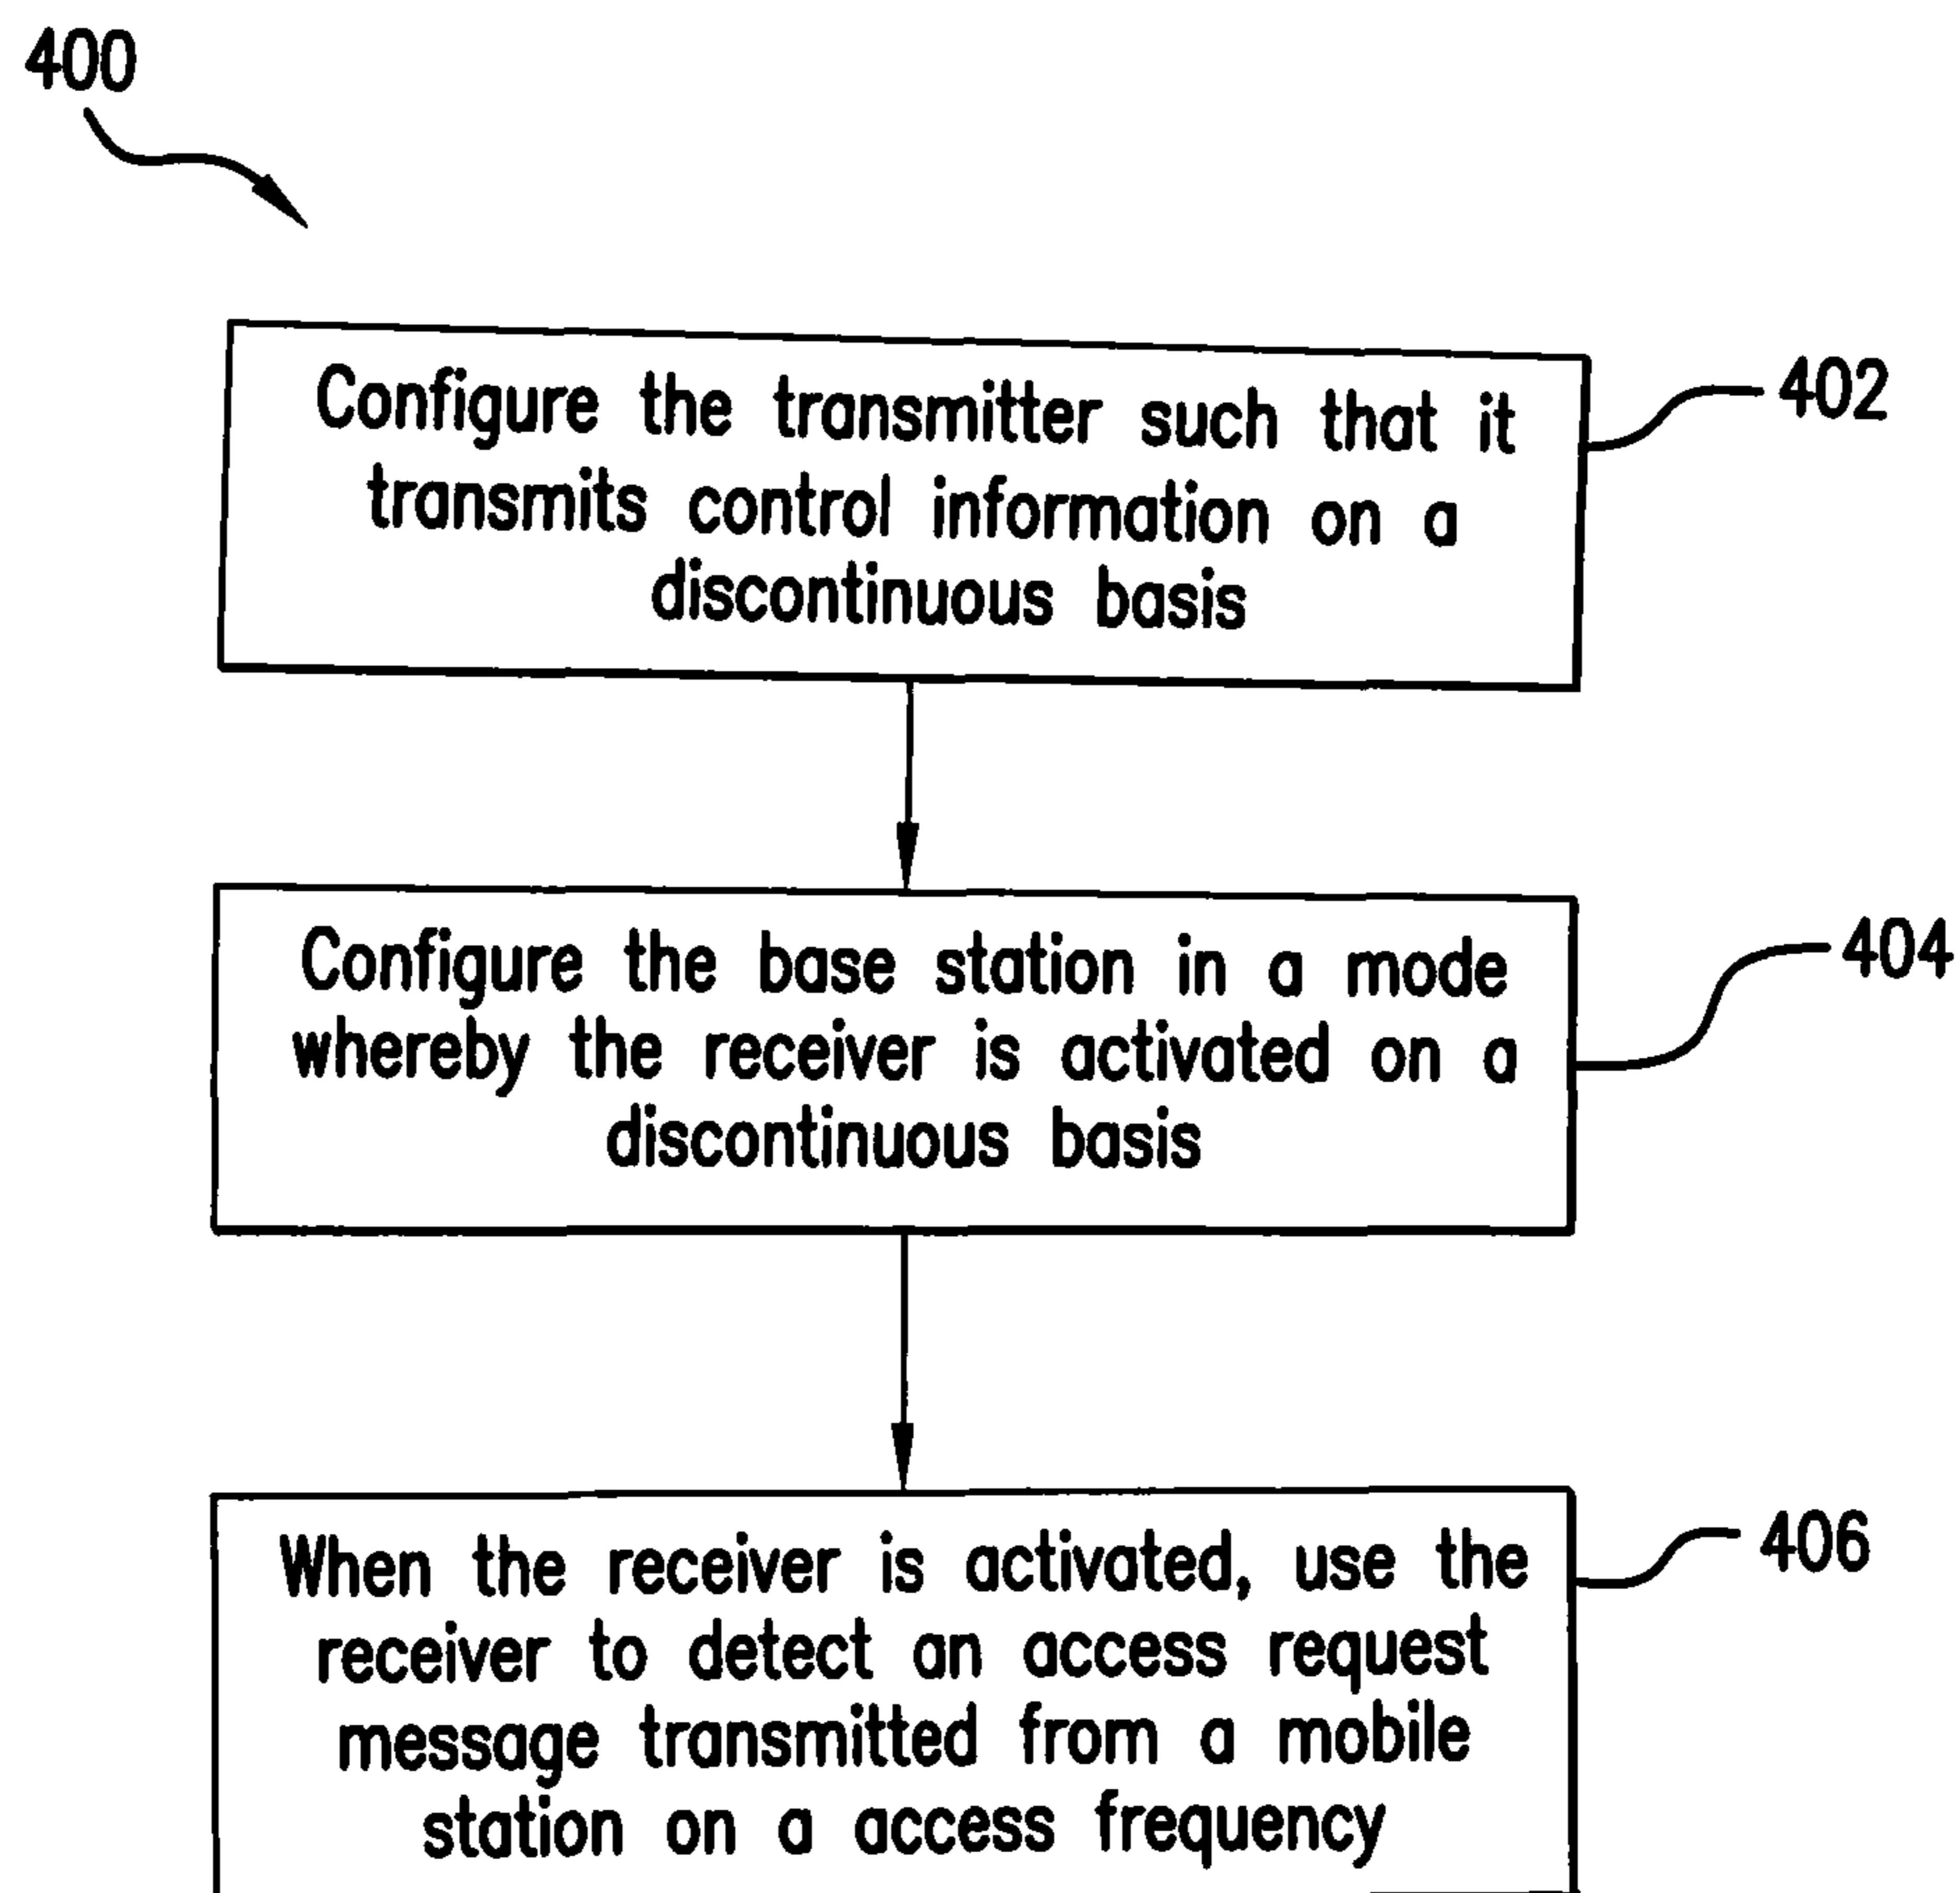 400
Configure the transmitter such that it
transmits control information on a
discontinuous basis
402
Configure the base station in a mode
whereby the receiver is activated on a
discontinuous basis
404
When the receiver is activated, use the
receiver to detect an access request
message transmitted from a mobile
station on a access frequency
406